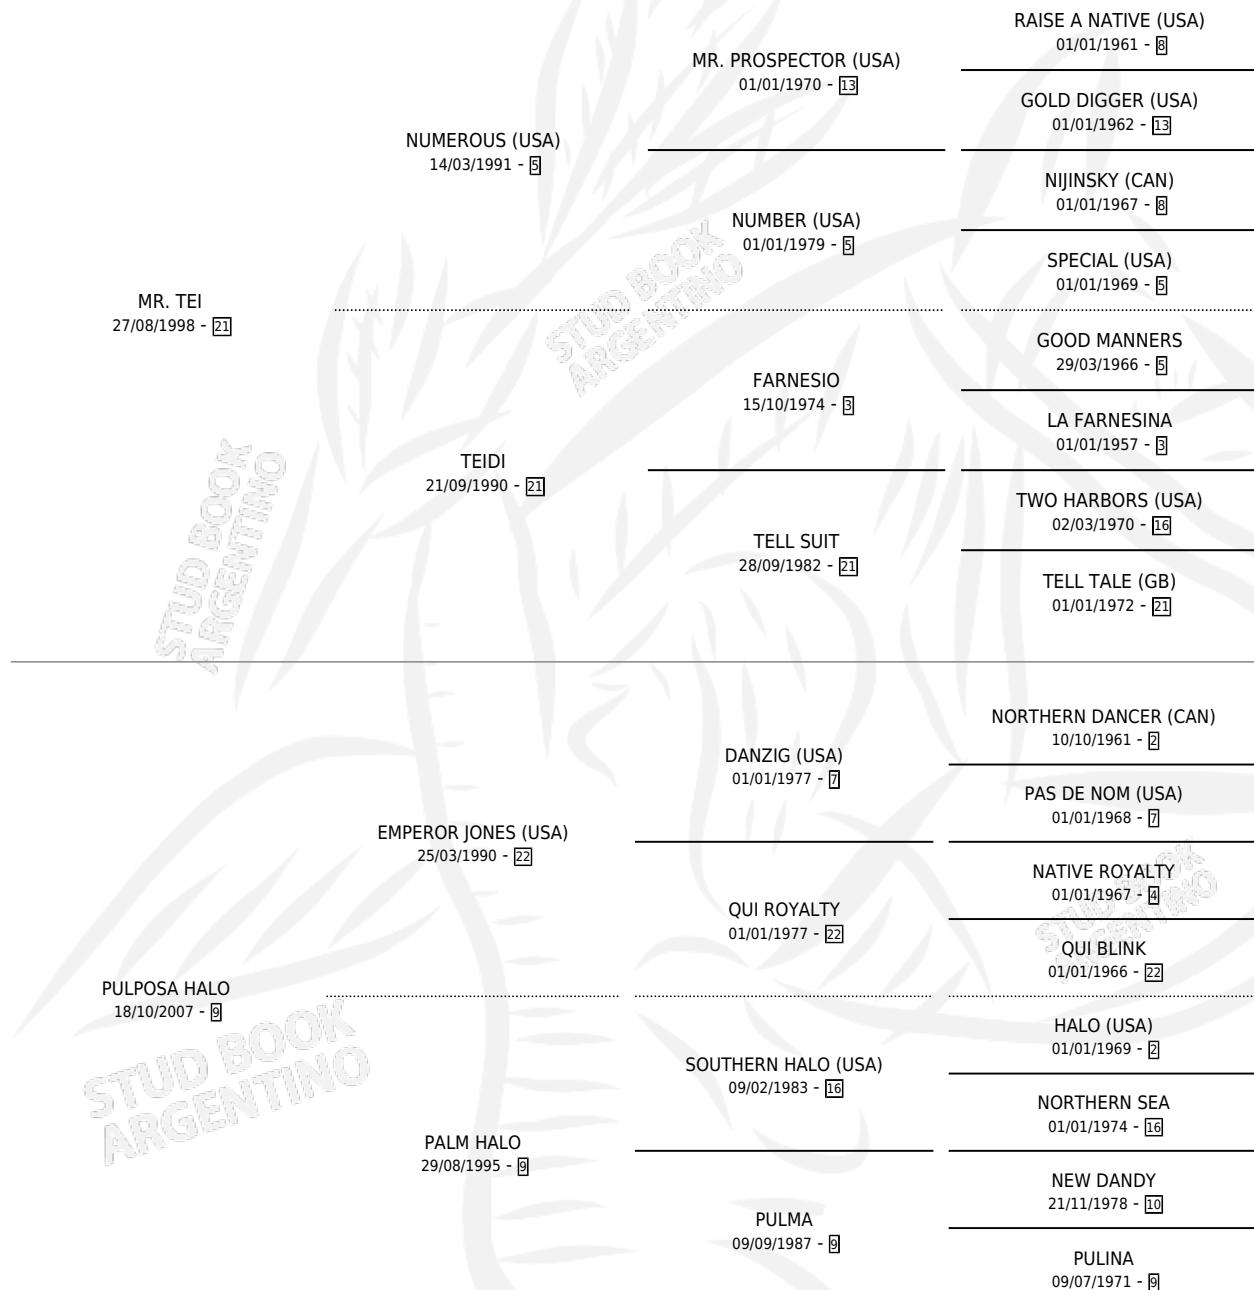 RAISE A NATIVE (USA)
01/01/1961 - 8
MR. PROSPECTOR (USA)
01/01/1970 - 13
GOLD DIGGER (USA)
01/01/1962 - 13
NUMEROUS (USA)
14/03/1991 - 5
NIJINSKY (CAN)
01/01/1967 - 8
NUMBER (USA)
01/01/1979 - 5
SPECIAL (USA)
01/01/1969 - 5
MR. TEI
27/08/1998 - 21
STUD BOOK
ARGENTINO
GOOD MANNERS
29/03/1966 - 5
FARNESIO
15/10/1974 - 3
LA FARNESINA
01/01/1957 - 3
TEIDI
21/09/1990 - 21
TWO HARBORS (USA)
02/03/1970 - 16
TELL SUIT
28/09/1982 - 21
TELL TALE (GB)
01/01/1972 - 21
STUD BOOK
ARGENTINO
NORTHERN DANCER (CAN)
10/10/1961 - 2
DANZIG (USA)
01/01/1977 - 7
PAS DE NOM (USA)
01/01/1968 - 7
EMPEROR JONES (USA)
25/03/1990 - 22
NATIVE ROYALTY
01/01/1967 - 4
QUI ROYALTY
01/01/1977 - 22
STUD BOOK
ARGENTINO
QUI BLINK
01/01/1966 - 22
PULPOSA HALO
18/10/2007 - 9
HALO (USA)
01/01/1969 - 2
SOUTHERN HALO (USA)
09/02/1983 - 16
NORTHERN SEA
01/01/1974 - 16
STUD BOOK
ARGENTINO
PALM HALO
29/08/1995 - 9
NEW DANDY
21/11/1978 - 10
PULMA
09/09/1987 - 9
PULINA
09/07/1971 - 9